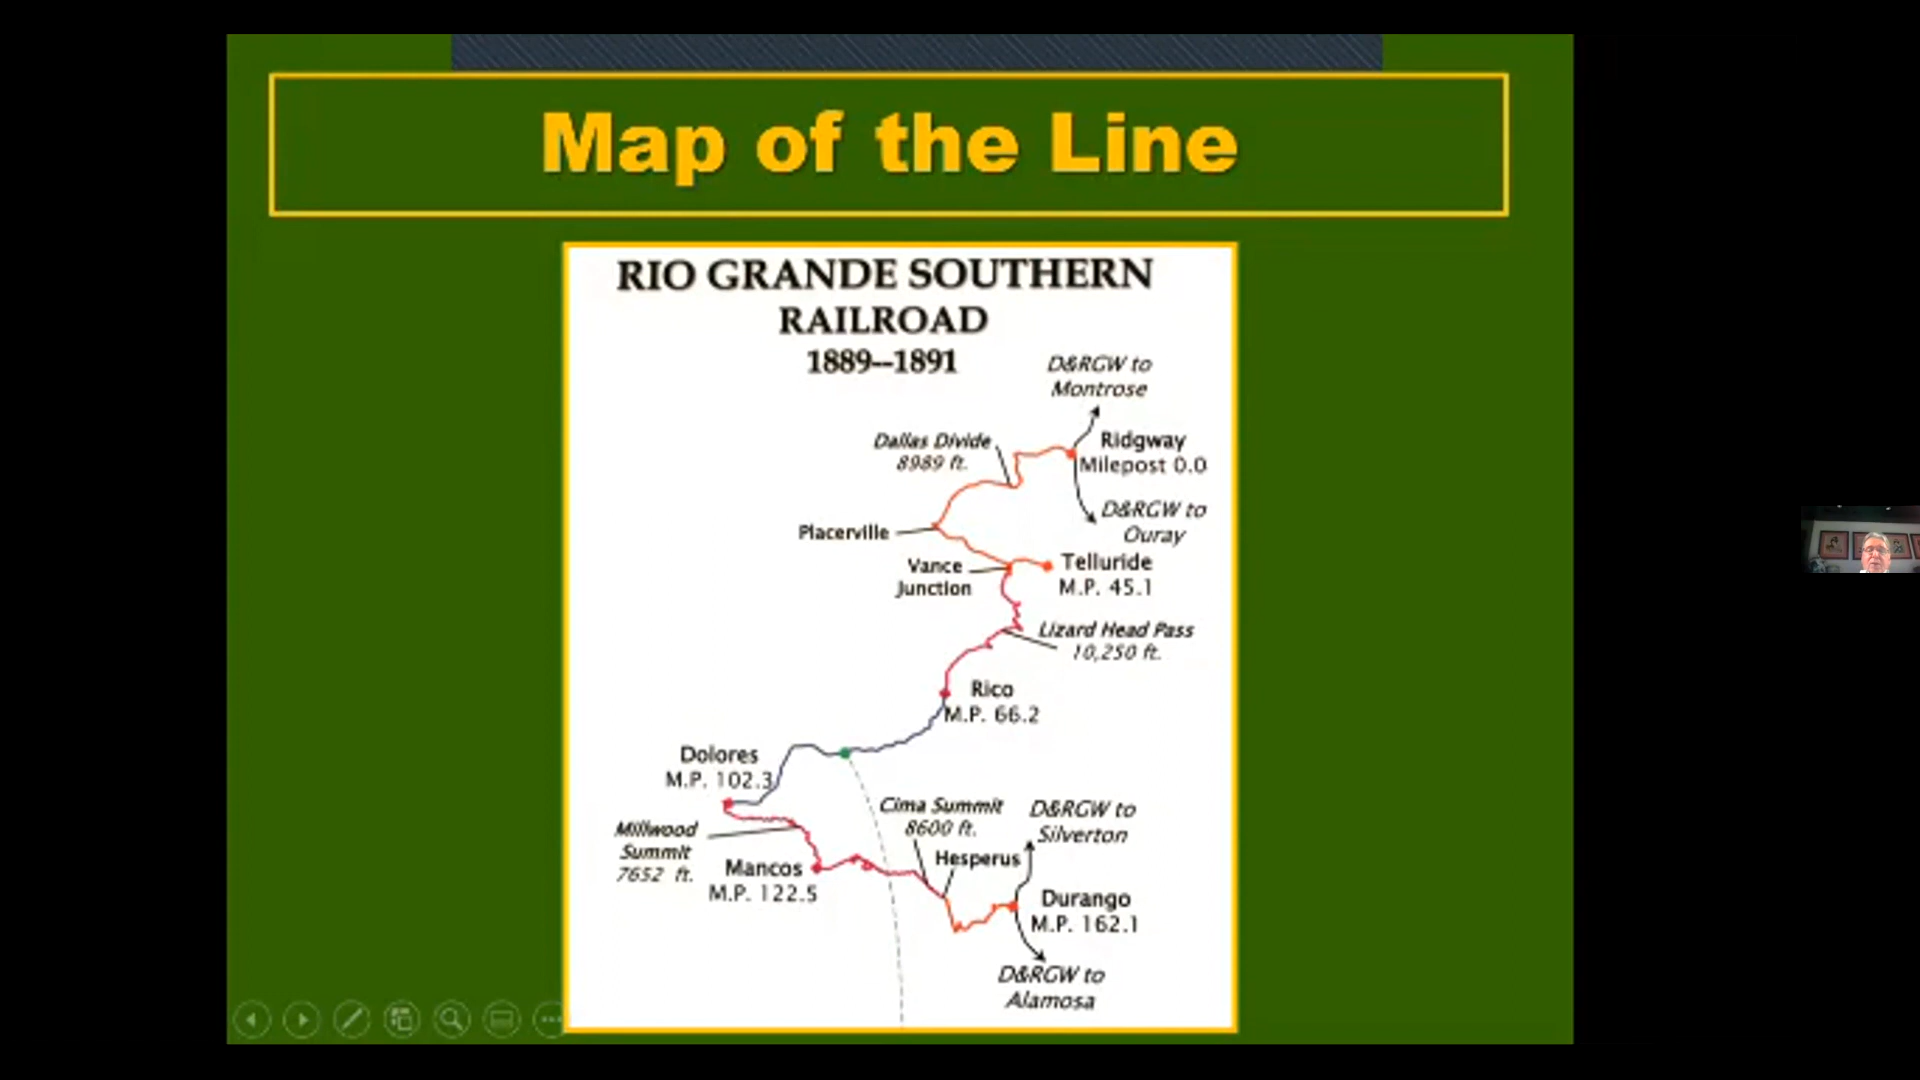 Map of the Line
RIO GRANDE SOUTHERN
RAILROAD
1889--1891
D&RGW to
Montrose
Dallas Divide
8989 ft.
Ridgway
Milepost 0.0
D&RGW to
Ouray
Placerville
Vance
Junction
Telluride
M.P. 45.1
Lizard Head Pass
10,250 ft.
Rico
M.P. 66.2
Dolores
M.P. 102.3
Cima Summit
8600 ft.
D&RGW to
Silverton
Millwood
Summit
7652 ft.
Hesperus
Mancos
M.P. 122.5
Durango
M.P. 162.1
D&RGW to
Alamosa